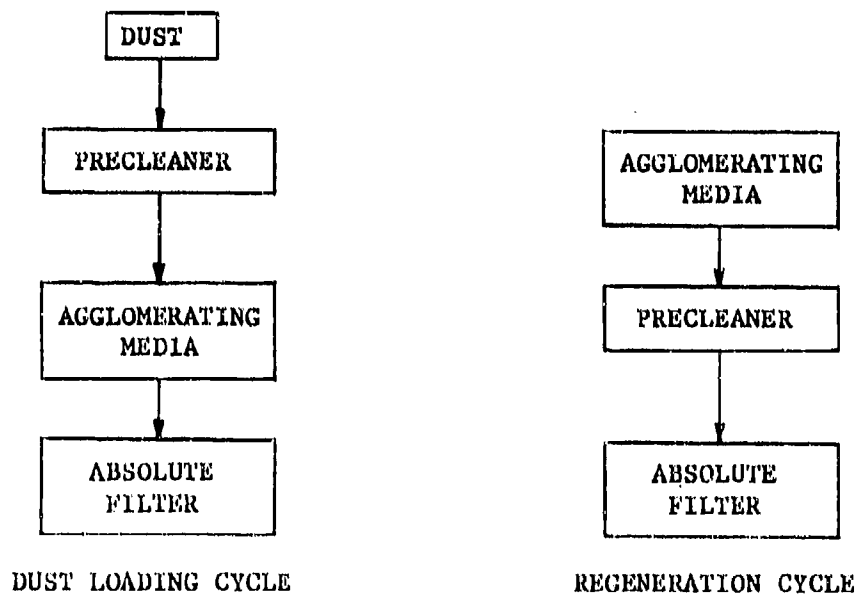 DUST
PRECLEANER
AGGLOMERATING
MEDIA
ABSOLUTE
FILTER
DUST LOADING CYCLE
AGGLOMERATING
MEDIA
PRECLEANER
ABSOLUTE
FILTER
REGENERATION CYCLE